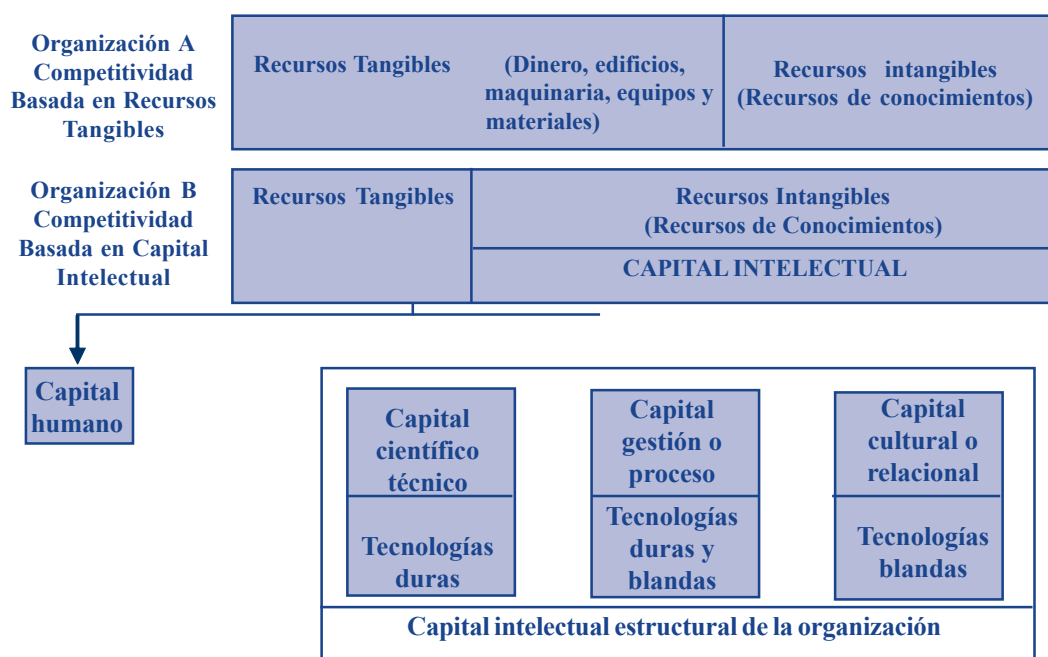 Organización A
Competitividad
Basada en Recursos
Tangibles
Recursos Tangibles
(Dinero, edificios,
maquinaria, equipos y
materiales)
Recursos intangibles
(Recursos de conocimientos)
Organización B
Competitividad
Basada en Capital
Intelectual
Recursos Tangibles
Recursos Intangibles
(Recursos de Conocimientos)
CAPITAL INTELECTUAL
Capital
humano
Capital
científico
técnico
Tecnologías
duras
Capital
gestión o
proceso
Tecnologías
duras y
blandas
Capital
cultural o
relacional
Tecnologías
blandas
Capital intelectual estructural de la organización